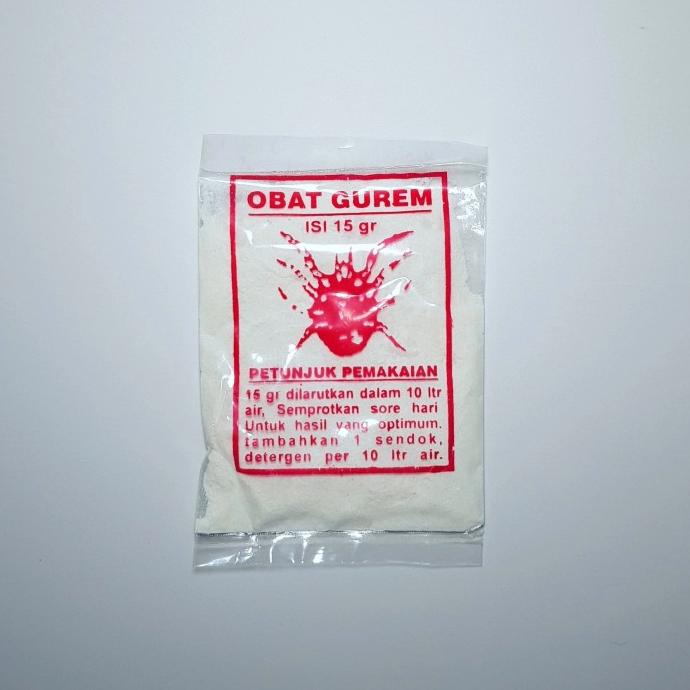 OBAT GUREM
ISI 15 gr
PETUNJUK PEMAKAIAN
15 gr dilarutkan dalam 10 ltr
air, Semprotkan sore hari
Untuk hasil yang optimum.
tambahkan 1 sendok,
detergen per 10 ltr air.